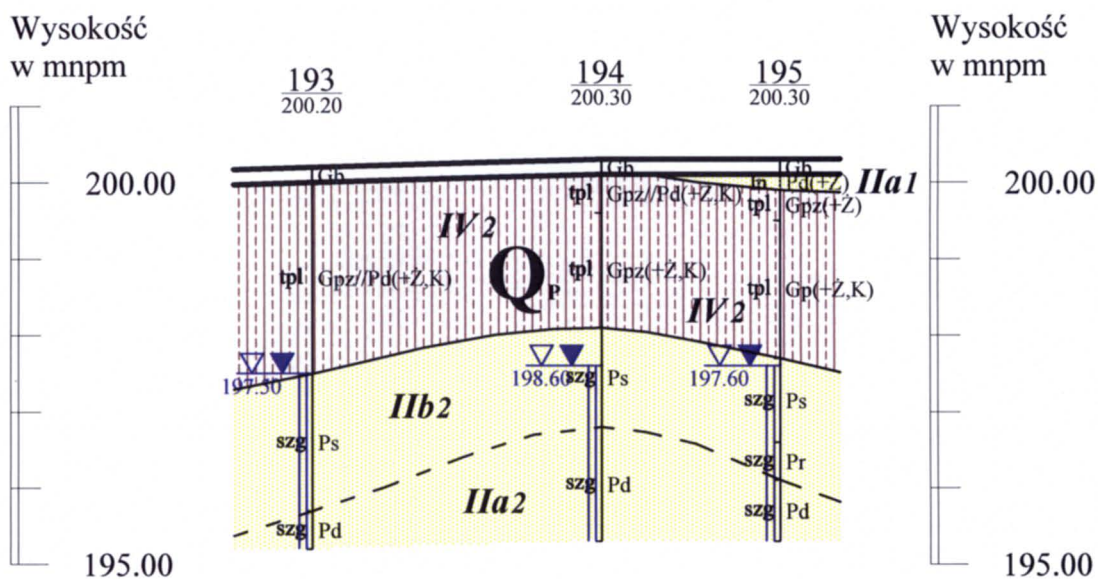 Wysokość
w mnpm
Wysokość
w mnpm
193
200.20
194
200.30
195
200.30
200.00
200.00
Gb
Gb
Gb
ln Pd(+Ż) IIa1
tpl Gpz//Pd(+Ż,K)
tpl Gpz(+Ż)
IV2
QP
tpl Gpz//Pd(+Ż,K)
tpl Gpz(+Ż,K)
tpl Gp(+Ż,K)
IV2
197.50
198.60
197.60
szg Ps
szg Ps
IIb2
szg Ps
szg Pr
szg Pd
IIa2
szg Pd
szg Pd
195.00
195.00